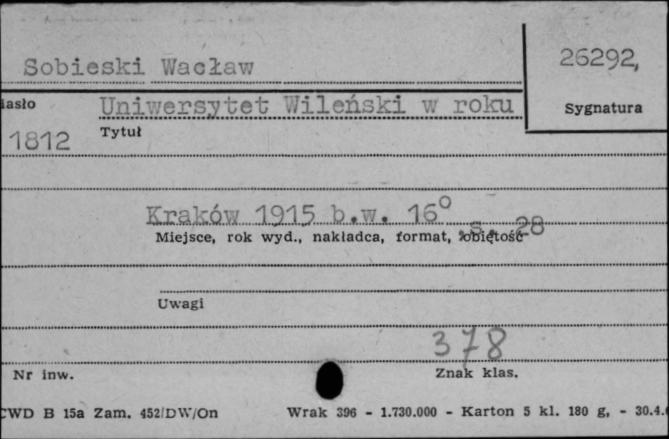 Sobieski Wacław
26292,
Sygnatura
iasło Uniwersytet Wileński w roku
1812 Tytuł
Kraków 1915 b.w. 16° .s. 28
Miejsce, rok wyd., nakładca, format, objętość
Uwagi
378
Nr inw. Znak klas.
CWD B 15a Zam. 452/DW/On Wrak 396 - 1.730.000 - Karton 5 kl. 180 g, - 30.4.